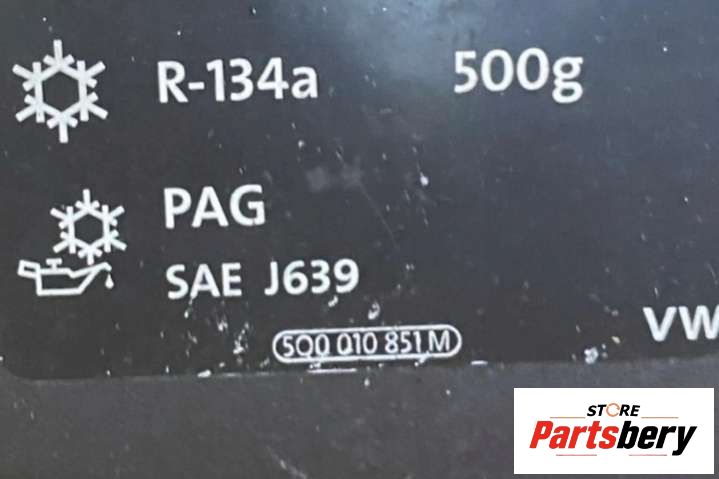 R-134a 500g
PAG
SAE J639
5Q0 010 851 M
VW
STORE
Partsbery